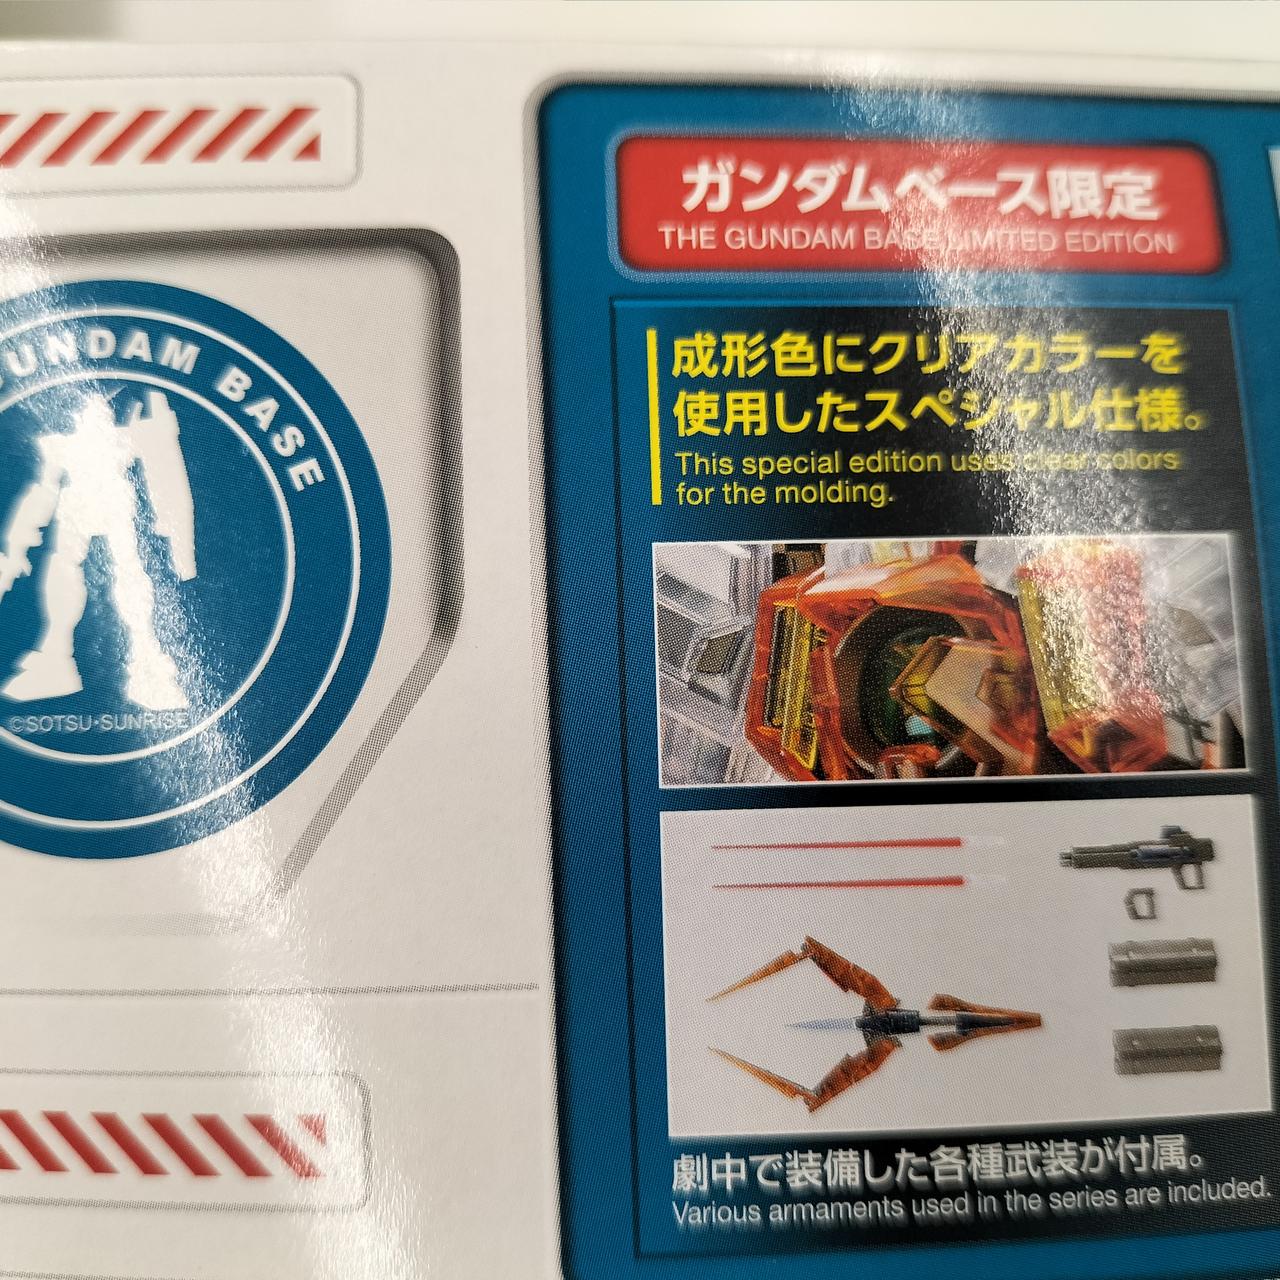 GUNDAM BASE
©SOTSU·SUNRISE
ガンダムベース限定
THE GUNDAM BASE LIMITED EDITION
成形色にクリアカラーを
使用したスペシャル仕様。
This special edition uses clear colors
for the molding.
劇中で装備した各種武装が付属。
Various armaments used in the series are included.